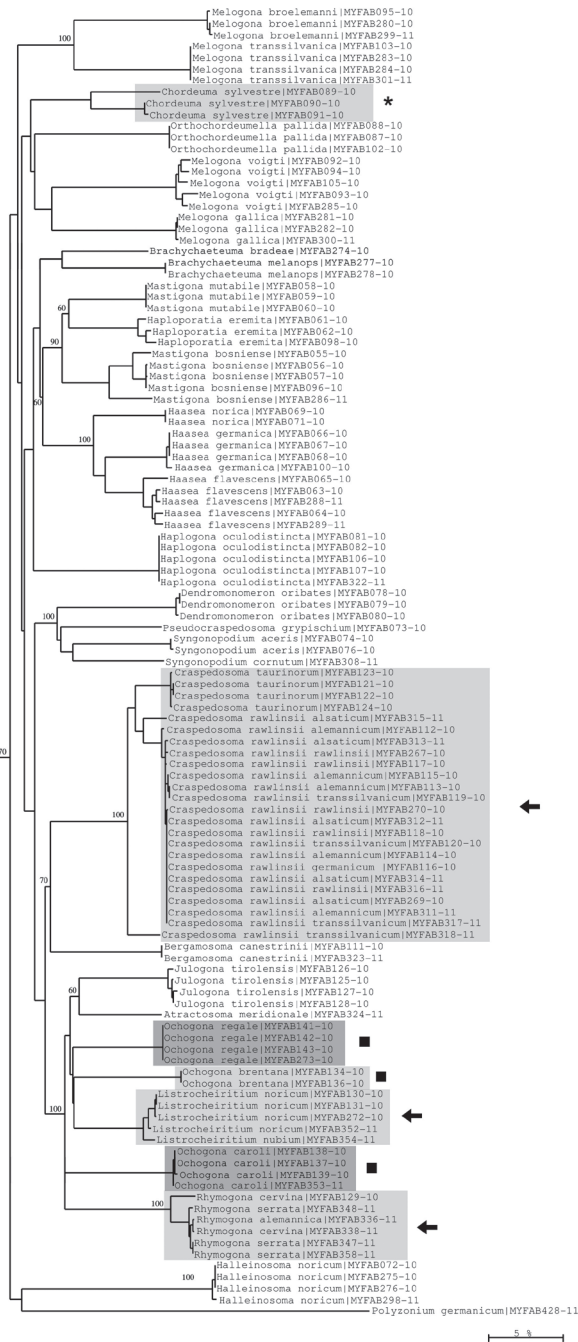 Melogona broelemanni|MYFAB095-10
Melogona broelemanni|MYFAB280-10
Melogona broelemanni|MYFAB299-11
100
Melogona transsilvanica|MYFAB103-10
Melogona transsilvanica|MYFAB283-10
Melogona transsilvanica|MYFAB284-10
Melogona transsilvanica|MYFAB301-11
Chordeuma sylvestre|MYFAB089-10
Chordeuma sylvestre|MYFAB090-10
*
Chordeuma sylvestre|MYFAB091-10
Orthochordeumella pallida|MYFAB088-10
Orthochordeumella pallida|MYFAB087-10
Orthochordeumella pallida|MYFAB102-10
Melogona voigti|MYFAB092-10
Melogona voigti|MYFAB094-10
Melogona voigti|MYFAB105-10
Melogona voigti|MYFAB093-10
Melogona voigti|MYFAB285-10
Melogona gallica|MYFAB281-10
Melogona gallica|MYFAB282-10
Melogona gallica|MYFAB300-11
Brachychaeteuma bradeae|MYFAB274-10
Brachychaeteuma melanops|MYFAB277-10
Brachychaeteuma melanops|MYFAB278-10
Mastigona mutabile|MYFAB058-10
Mastigona mutabile|MYFAB059-10
60
Mastigona mutabile|MYFAB060-10
Haploporatia eremita|MYFAB061-10
Haploporatia eremita|MYFAB062-10
90
Haploporatia eremita|MYFAB098-10
Mastigona bosniense|MYFAB055-10
Mastigona bosniense|MYFAB056-10
Mastigona bosniense|MYFAB057-10
Mastigona bosniense|MYFAB096-10
60
Mastigona bosniense|MYFAB286-11
Haasea norica|MYFAB069-10
Haasea norica|MYFAB071-10
100
Haasea germanica|MYFAB066-10
Haasea germanica|MYFAB067-10
Haasea germanica|MYFAB068-10
Haasea germanica|MYFAB100-10
Haasea flavescens|MYFAB065-10
Haasea flavescens|MYFAB063-10
Haasea flavescens|MYFAB288-11
Haasea flavescens|MYFAB064-10
Haasea flavescens|MYFAB289-11
Haplogona oculodistincta|MYFAB081-10
Haplogona oculodistincta|MYFAB082-10
Haplogona oculodistincta|MYFAB106-10
Haplogona oculodistincta|MYFAB107-10
Haplogona oculodistincta|MYFAB322-11
Dendromonomeron oribates|MYFAB078-10
Dendromonomeron oribates|MYFAB079-10
100
Dendromonomeron oribates|MYFAB080-10
Pseudocraspedosoma grypischium|MYFAB073-10
Syngonopodium aceris|MYFAB074-10
Syngonopodium aceris|MYFAB076-10
Syngonopodium cornutum|MYFAB308-11
Craspedosoma taurinorum|MYFAB123-10
Craspedosoma taurinorum|MYFAB121-10
Craspedosoma taurinorum|MYFAB122-10
Craspedosoma taurinorum|MYFAB124-10
Craspedosoma rawlinsii alsaticum|MYFAB315-11
Craspedosoma rawlinsii alemannicum|MYFAB112-10
Craspedosoma rawlinsii alsaticum|MYFAB313-11
Craspedosoma rawlinsii rawlinsii|MYFAB267-10
70
Craspedosoma rawlinsii rawlinsii|MYFAB117-10
Craspedosoma rawlinsii alemannicum|MYFAB115-10
Craspedosoma rawlinsii alemannicum|MYFAB113-10
Craspedosoma rawlinsii transsilvanicum|MYFAB119-10
Craspedosoma rawlinsii rawlinsii|MYFAB270-10
100
Craspedosoma rawlinsii alsaticum|MYFAB312-11
Craspedosoma rawlinsii rawlinsii|MYFAB118-10
Craspedosoma rawlinsii transsilvanicum|MYFAB120-10
Craspedosoma rawlinsii alemannicum|MYFAB114-10
Craspedosoma rawlinsii germanicum |MYFAB116-10
Craspedosoma rawlinsii alsaticum|MYFAB314-11
70
Craspedosoma rawlinsii rawlinsii|MYFAB316-11
Craspedosoma rawlinsii alsaticum|MYFAB269-10
Craspedosoma rawlinsii alemannicum|MYFAB311-11
Craspedosoma rawlinsii transsilvanicum|MYFAB317-11
Craspedosoma rawlinsii transsilvanicum|MYFAB318-11
Bergamosoma canestrinii|MYFAB111-10
Bergamosoma canestrinii|MYFAB323-11
Julogona tirolensis|MYFAB126-10
Julogona tirolensis|MYFAB125-10
60
Julogona tirolensis|MYFAB127-10
Julogona tirolensis|MYFAB128-10
Atractosoma meridionale|MYFAB324-11
Ochogona regale|MYFAB141-10
Ochogona regale|MYFAB142-10
Ochogona regale|MYFAB143-10
Ochogona regale|MYFAB273-10
Ochogona brentana|MYFAB134-10
Ochogona brentana|MYFAB136-10
Listrocheiritium noricum|MYFAB130-10
Listrocheiritium noricum|MYFAB131-10
100
Listrocheiritium noricum|MYFAB272-10
Listrocheiritium noricum|MYFAB352-11
Listrocheiritium nubium|MYFAB354-11
Ochogona caroli|MYFAB138-10
Ochogona caroli|MYFAB137-10
Ochogona caroli|MYFAB139-10
Ochogona caroli|MYFAB353-11
Rhymogona cervina|MYFAB129-10
100
Rhymogona serrata|MYFAB348-11
Rhymogona alemannica|MYFAB336-11
Rhymogona cervina|MYFAB338-11
Rhymogona serrata|MYFAB347-11
Rhymogona serrata|MYFAB358-11
Halleinosoma noricum|MYFAB072-10
100
Halleinosoma noricum|MYFAB275-10
Halleinosoma noricum|MYFAB276-10
Halleinosoma noricum|MYFAB298-11
Polyzonium germanicum|MYFAB428-11
5 %